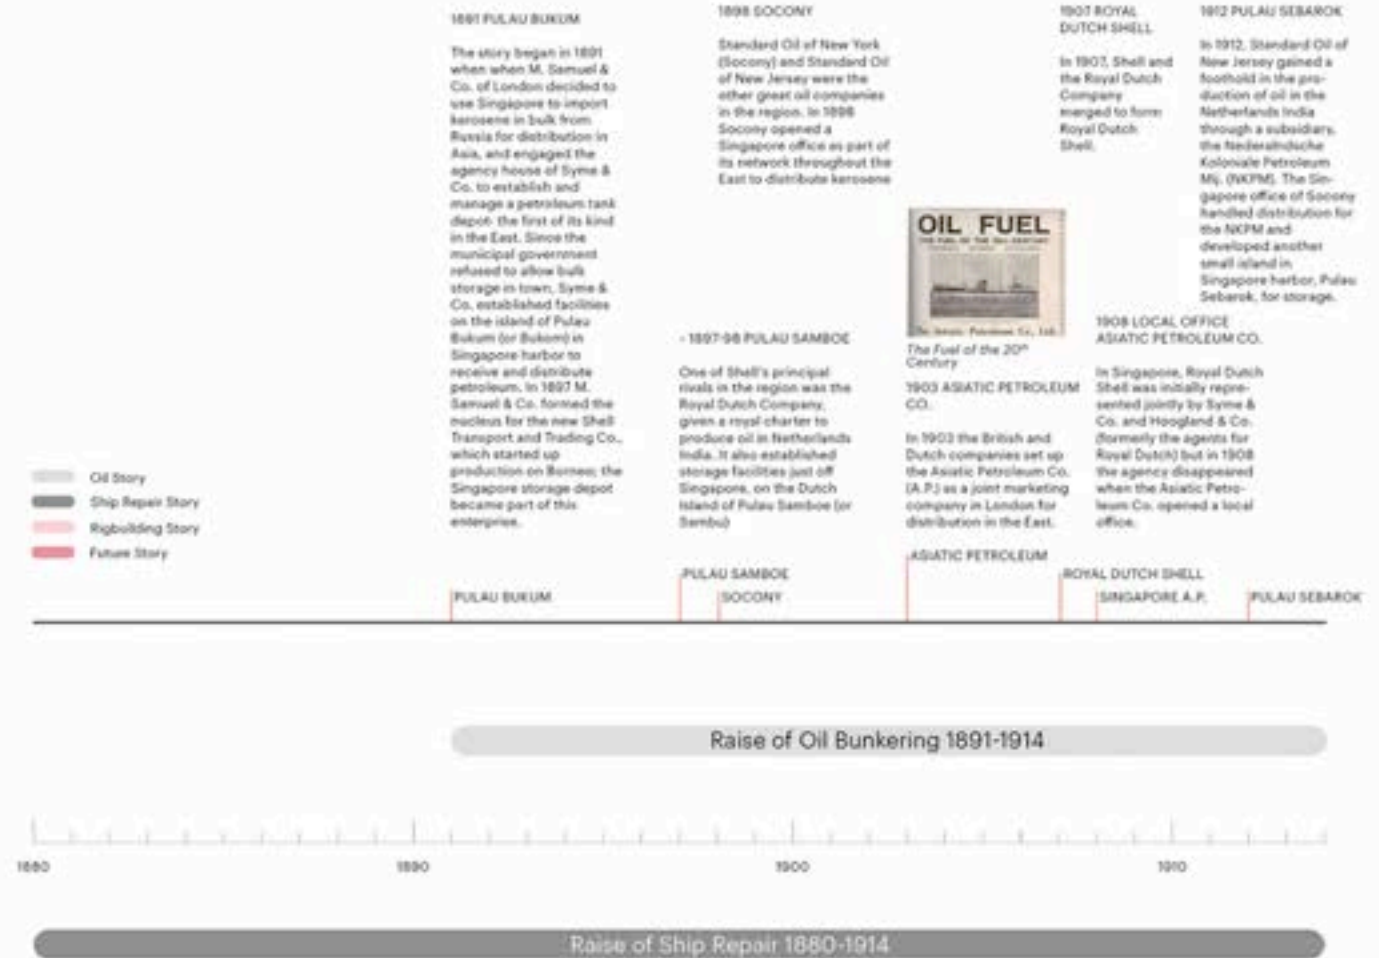 1891 PULAU BUKUM
The story began in 1891
when when M. Samuel &
Co. of London decided to
use Singapore to import
kerosene in bulk from
Russia for distribution in
Asia, and engaged the
agency house of Syme &
Co. to establish and
manage a petroleum tank
depot- the first of its kind
in the East. Since the
municipal government
refused to allow bulk
storage in town, Syme &
Co. established facilities
on the island of Pulau
Bukum (or Bukom) in
Singapore harbor to
receive and distribute
petroleum. In 1897 M.
Samuel & Co. formed the
nucleus for the new Shell
Transport and Trading Co.,
which started up
production on Borneo; the
Singapore storage depot
became part of this
enterprise.
1898 SOCONY
Standard Oil of New York
(Socony) and Standard Oil
of New Jersey were the
other great oil companies
in the region. In 1898
Socony opened a
Singapore office as part of
its network throughout the
East to distribute kerosene
1907 ROYAL
DUTCH SHELL
In 1907, Shell and
the Royal Dutch
Company
merged to form
Royal Dutch
Shell.
1912 PULAU SEBAROK
In 1912, Standard Oil of
New Jersey gained a
foothold in the pro-
duction of oil in the
Netherlands India
through a subsidiary,
the Nederalndsche
Koloniale Petroleum
Mij. (NKPM). The Sin-
gapore office of Socony
handled distribution for
the NKPM and
developed another
small island in
Singapore harbor, Pulau
Sebarok, for storage.
- 1897-98 PULAU SAMBOE
One of Shell's principal
rivals in the region was the
Royal Dutch Company,
given a royal charter to
produce oil in Netherlands
India. It also established
storage facilities just off
Singapore, on the Dutch
Island of Pulau Samboe (or
Sambu)
OIL FUEL
THE FUEL OF THE 20th CENTURY
The Asiatic Petroleum Co., Ltd.
The Fuel of the 20th
Century
1903 ASIATIC PETROLEUM
CO.
In 1903 the British and
Dutch companies set up
the Asiatic Petroleum Co.
(A.P.) as a joint marketing
company in London for
distribution in the East.
1908 LOCAL OFFICE
ASIATIC PETROLEUM CO.
In Singapore, Royal Dutch
Shell was initially repre-
sented jointly by Syme &
Co. and Hoogland & Co.
(formerly the agents for
Royal Dutch) but in 1908
the agency disappeared
when the Asiatic Petro-
leum Co. opened a local
office.
Oil Story
Ship Repair Story
Rigbuilding Story
Future Story
PULAU BUKUM
PULAU SAMBOE
SOCONY
ASIATIC PETROLEUM
ROYAL DUTCH SHELL
SINGAPORE A.P.
PULAU SEBAROK
Raise of Oil Bunkering 1891-1914
1880
1890
1900
1910
Raise of Ship Repair 1880-1914